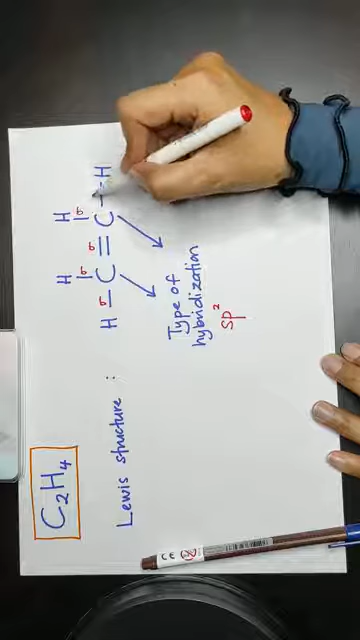 C₂H₄
Lewis structure :
H H
σ σ
H — C = C — H
σ σ
Type of
hybridization
sp²